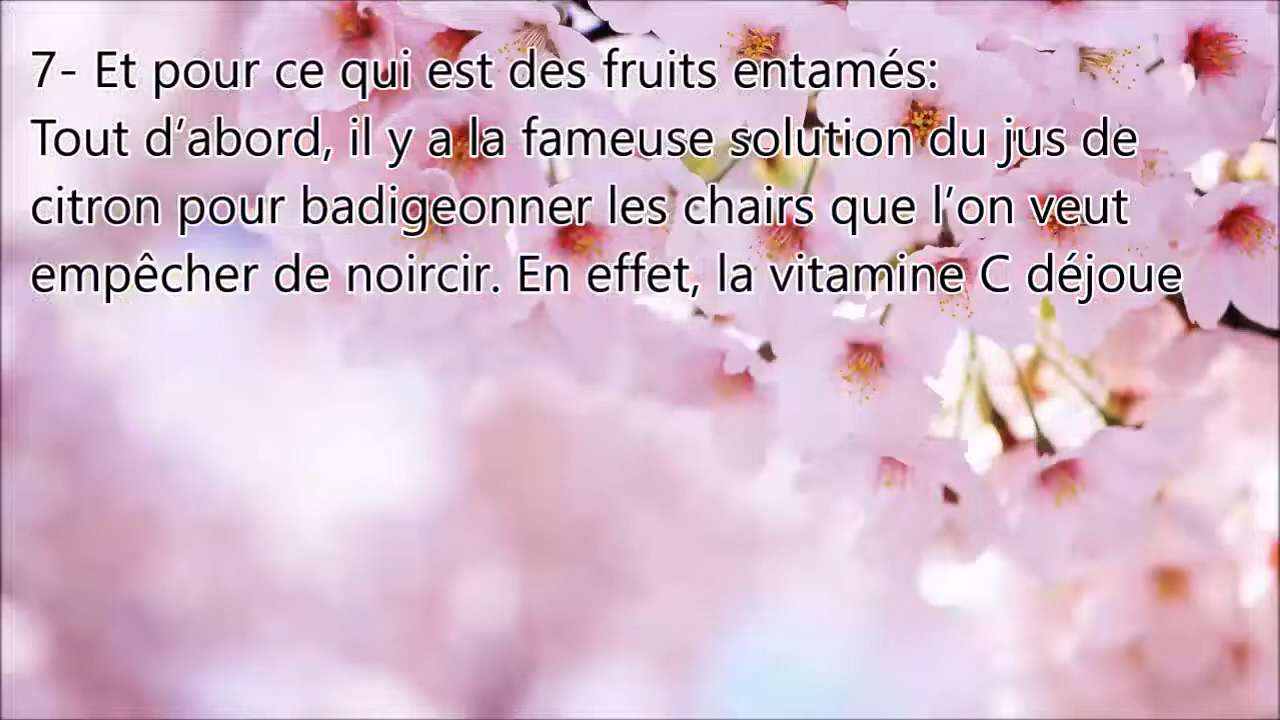 7- Et pour ce qui est des fruits entamés:
Tout d’abord, il y a la fameuse solution du jus de
citron pour badigeonner les chairs que l’on veut
empêcher de noircir. En effet, la vitamine C déjoue